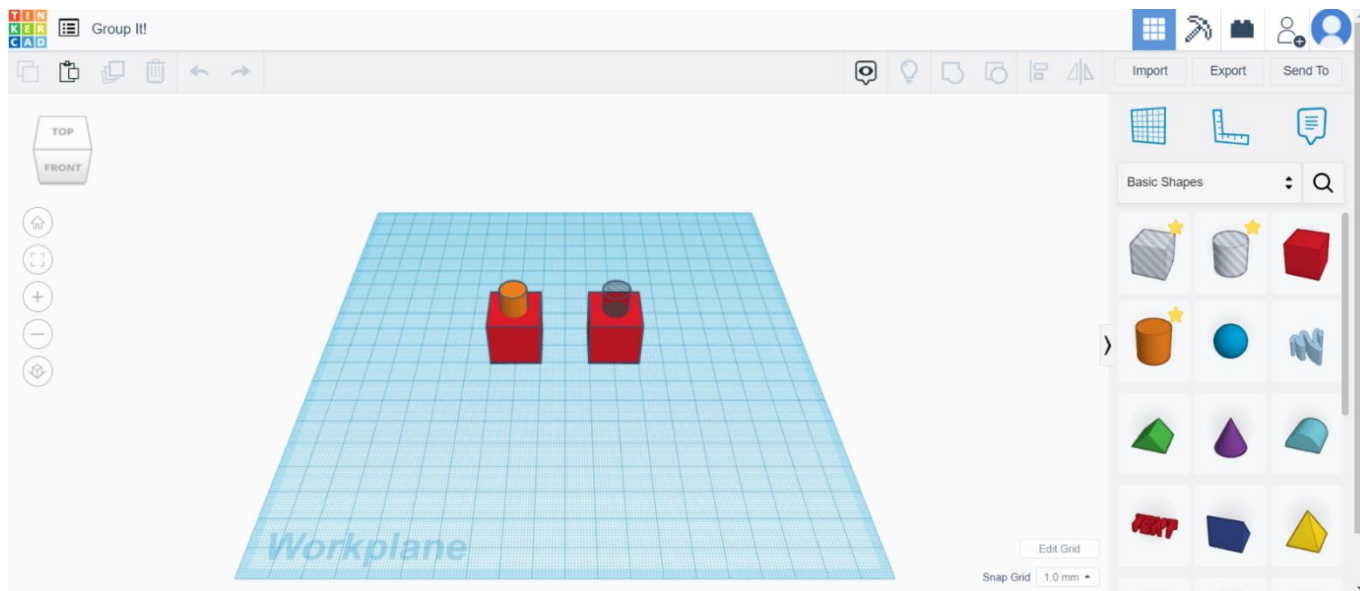 TIN
KER
CAD
Group It!
Import
Export
Send To
TOP
FRONT
Basic Shapes
TEXT
Workplane
Edit Grid
Snap Grid 1.0 mm